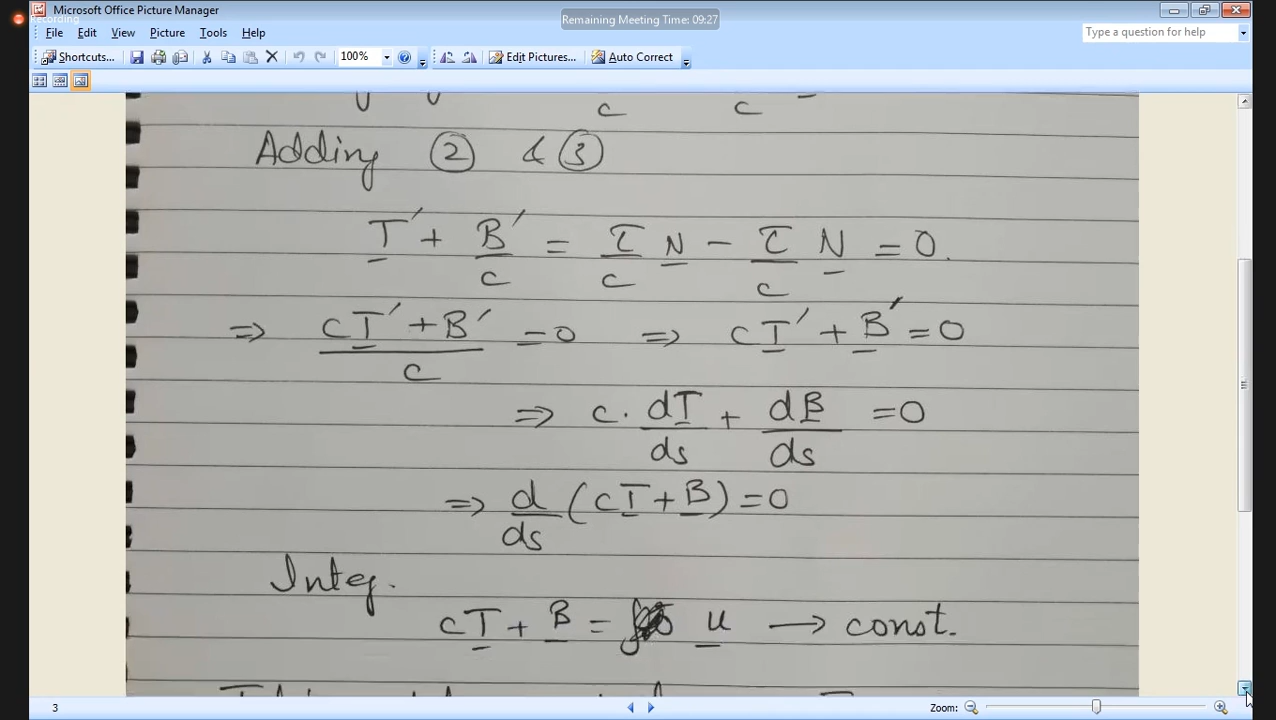 Recording
Microsoft Office Picture Manager
Remaining Meeting Time: 09:27
File Edit View Picture Tools Help
Type a question for help
Shortcuts... 100% Edit Pictures... Auto Correct
c c
Adding ② & ③
T' + B'/c = τ/c N − τ/c N = 0.
⇒ (cT' + B')/c = 0 ⇒ cT' + B' = 0
⇒ c. dT/ds + dB/ds = 0
⇒ d/ds (cT + B) = 0
Integ.
cT + B = u → const.
3 Zoom: